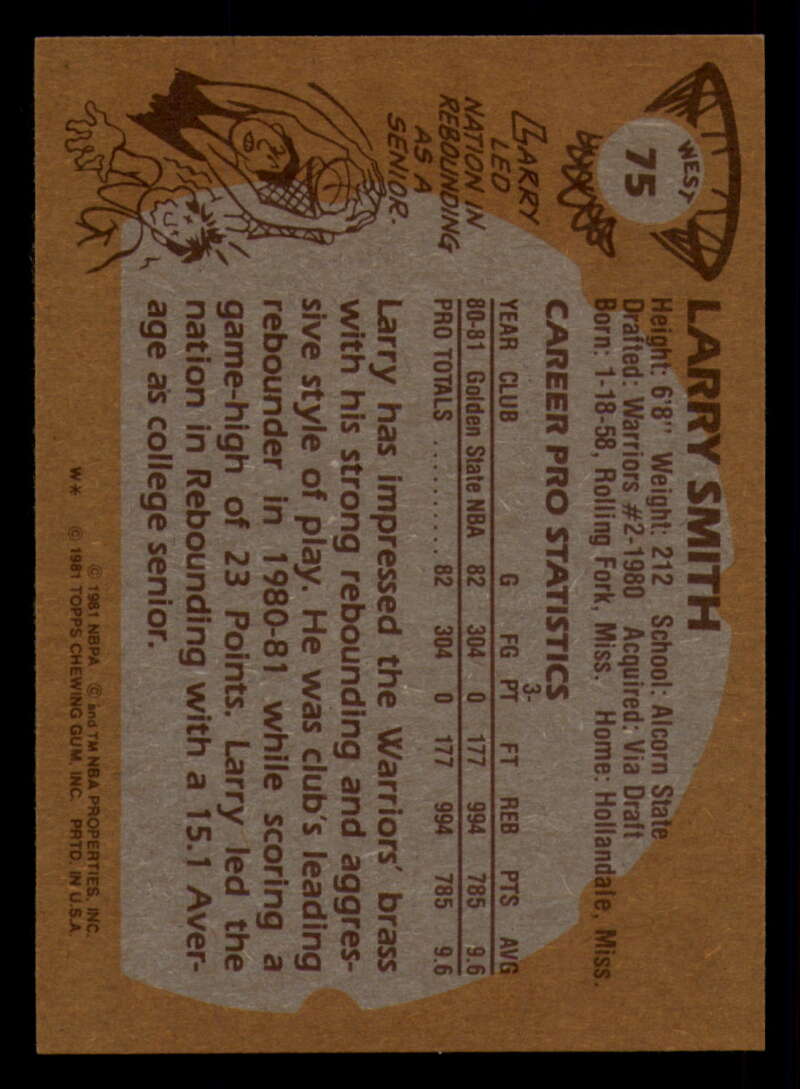 WEST
75
LARRY SMITH
Height: 6'8" Weight: 212 School: Alcorn State
Drafted: Warriors #2-1980 Acquired: Via Draft
Born: 1-18-58, Rolling Fork, Miss. Home: Hollandale, Miss.
LARRY
LED
NATION IN
REBOUNDING
AS A
SENIOR.
CAREER PRO STATISTICS
3-
YEAR CLUB G FG PT FT REB PTS AVG
80-81 Golden State NBA 82 304 0 177 994 785 9.6
PRO TOTALS .......... 82 304 0 177 994 785 9.6
Larry has impressed the Warriors' brass
with his strong rebounding and aggres-
sive style of play. He was club's leading
rebounder in 1980-81 while scoring a
game-high of 23 Points. Larry led the
nation in Rebounding with a 15.1 Aver-
age as college senior.
© 1981 NBPA © and TM NBA PROPERTIES, INC.
W* © 1981 TOPPS CHEWING GUM, INC. PRTD. IN U.S.A.